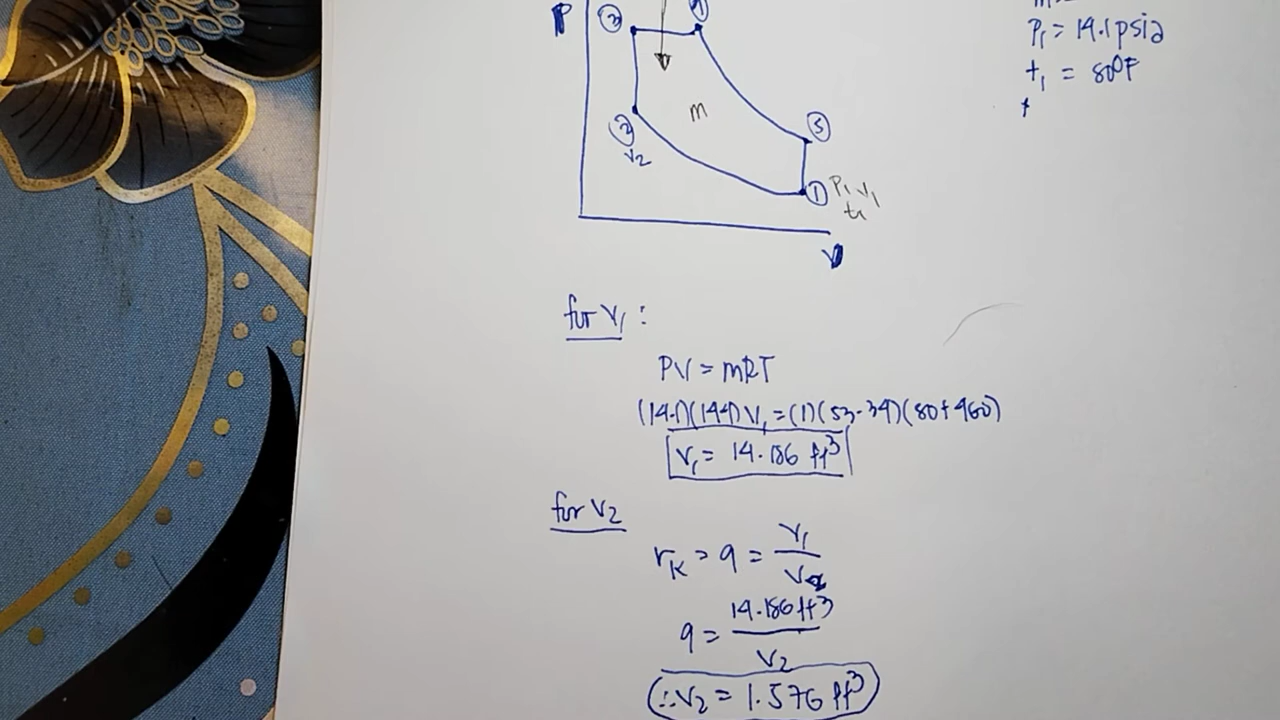 P
③ ④
P₁ = 14.1psia
t₁ = 80°F
m
⑤
②
V₂
① P₁ V₁
t₁
V
for V₁ :
PV = mRT
(14.1)(144) V₁ = (1)(53.34)(80+460)
V₁ = 14.186 ft³
for V₂
rₖ = 9 = V₁ / V₂
9 = 14.186 ft³ / V₂
∴ V₂ = 1.576 ft³